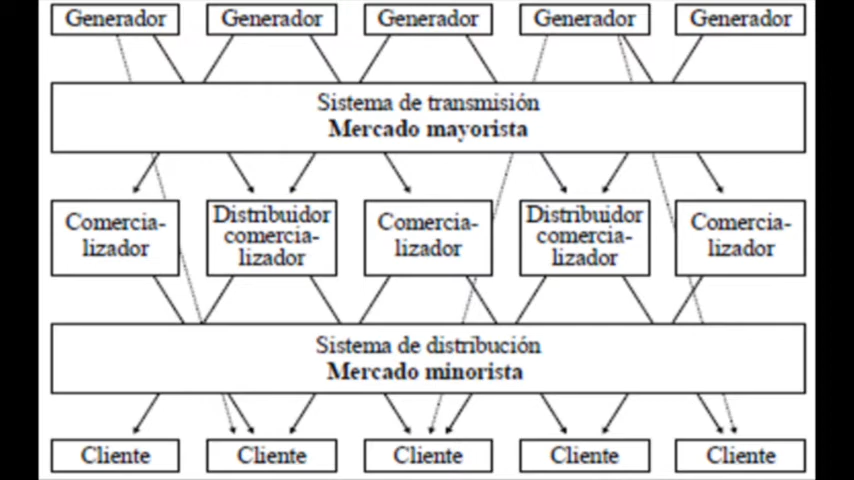 Generador
Generador
Generador
Generador
Generador
Sistema de transmisión
Mercado mayorista
Comercia-
lizador
Distribuidor
comercia-
lizador
Comercia-
lizador
Distribuidor
comercia-
lizador
Comercia-
lizador
Sistema de distribución
Mercado minorista
Cliente
Cliente
Cliente
Cliente
Cliente